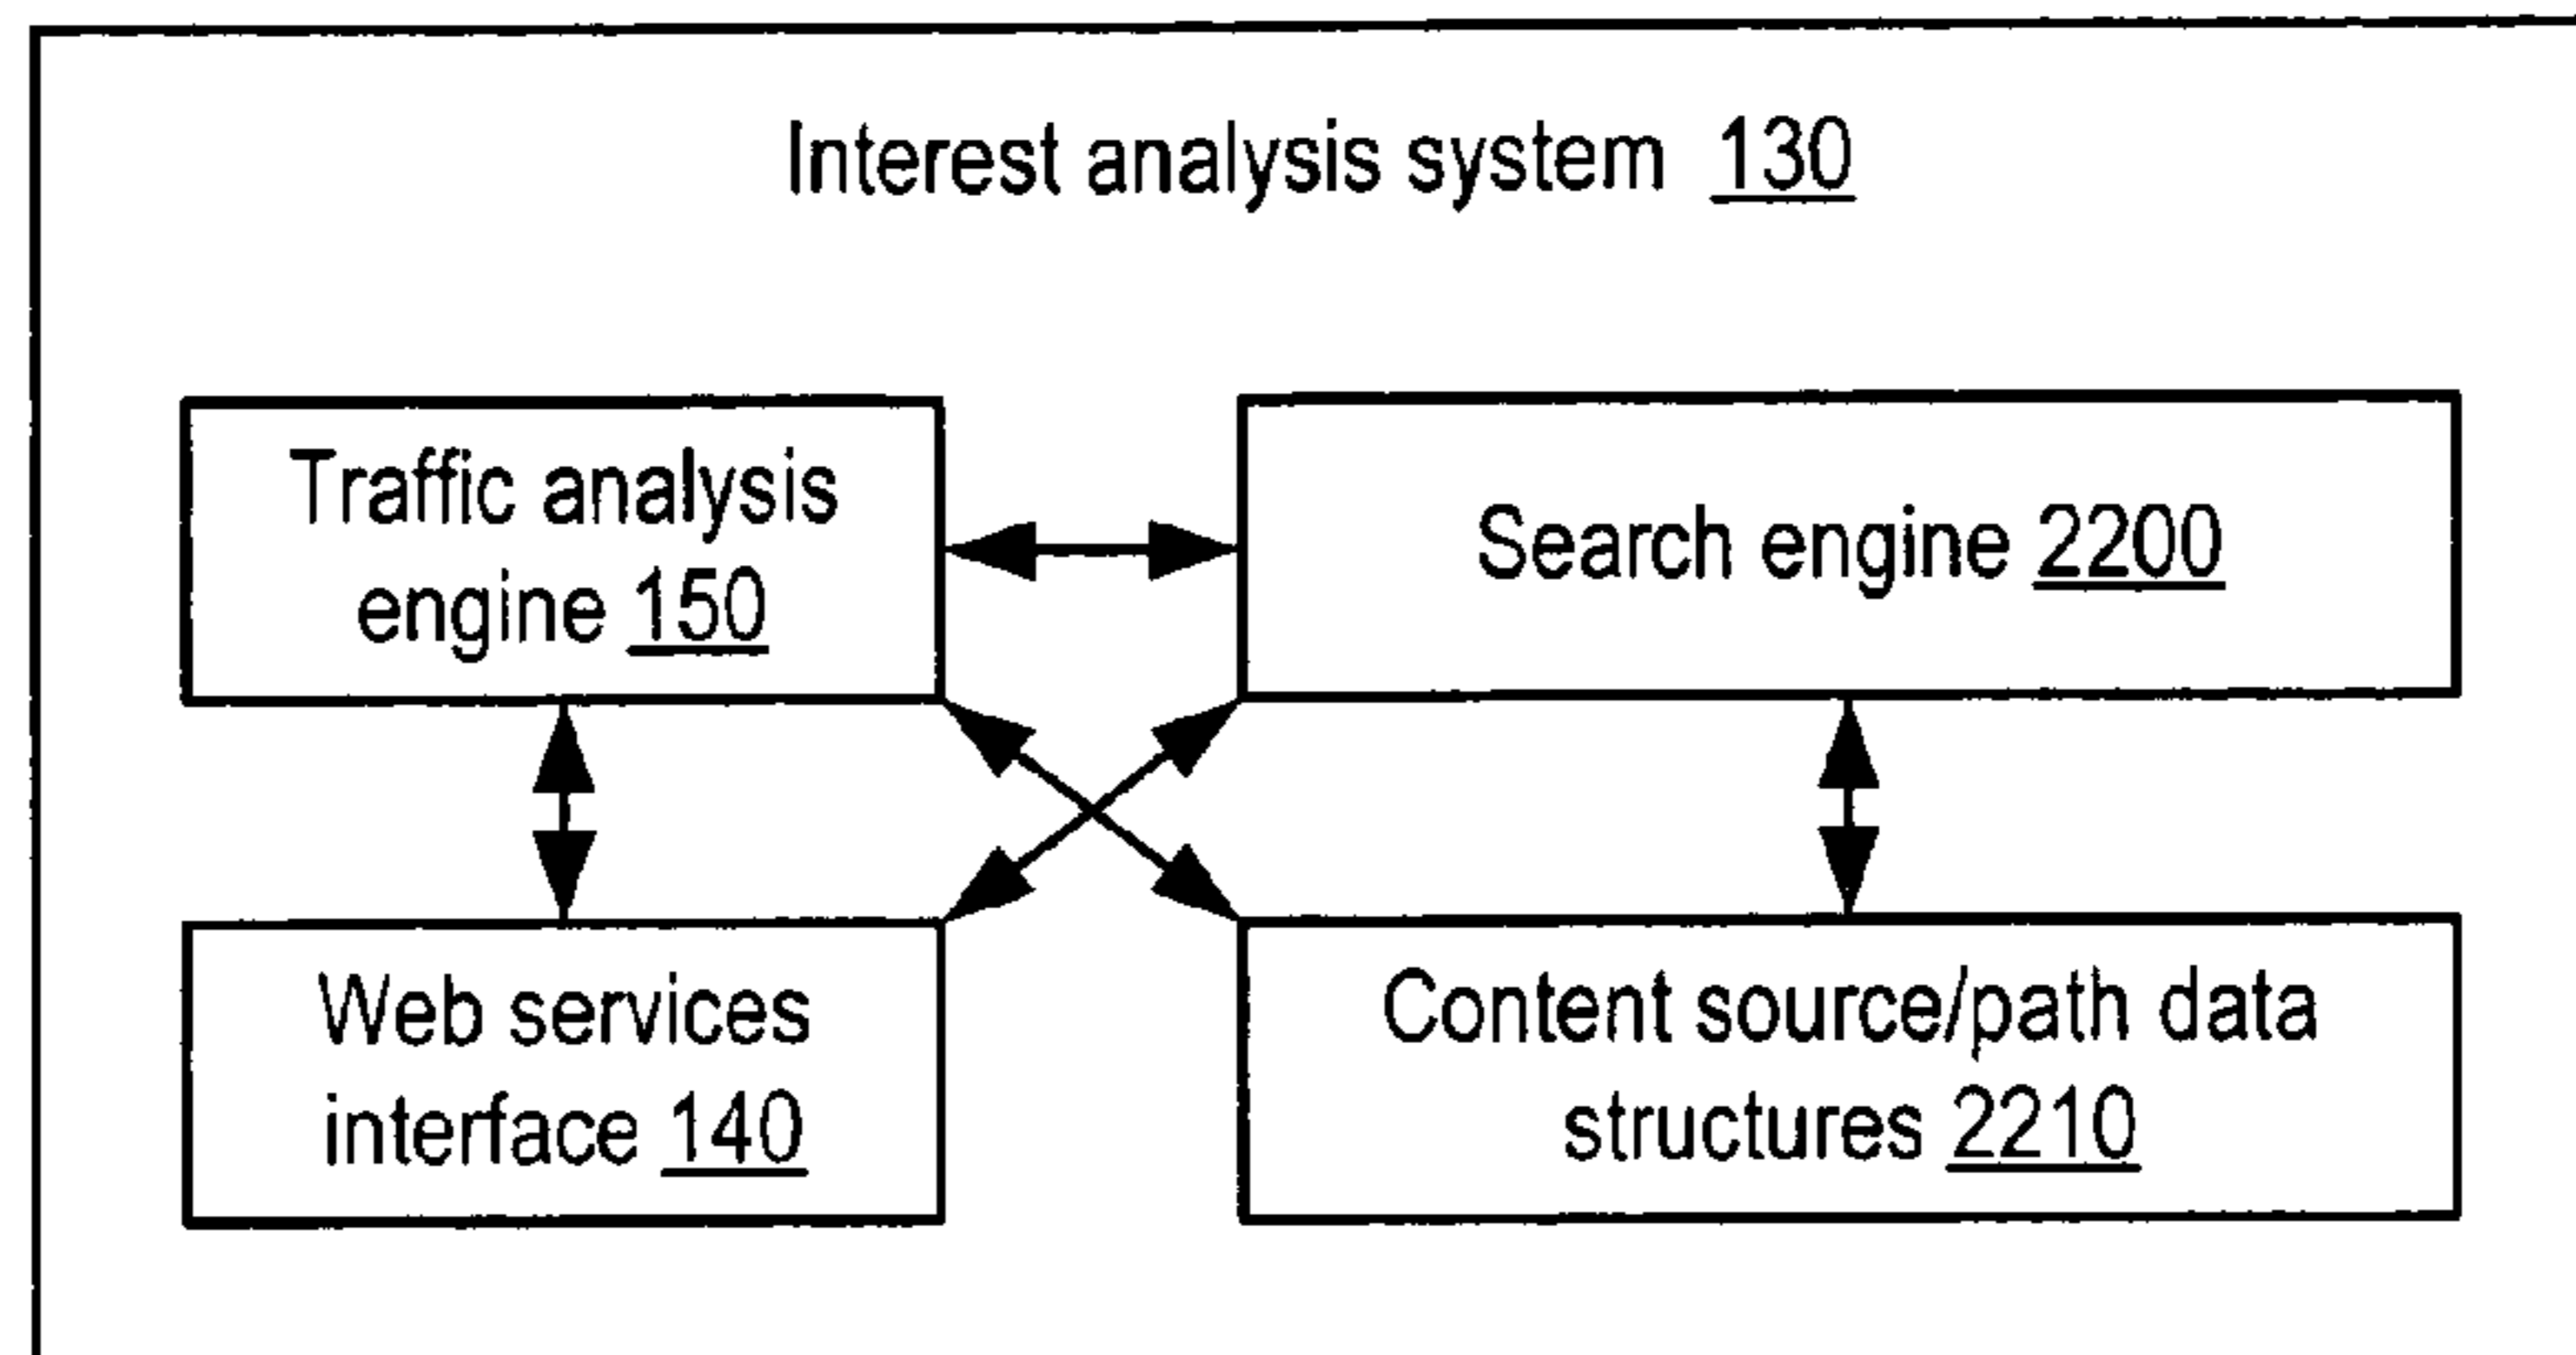 Interest analysis system 130
Traffic analysis
engine 150
Search engine 2200
Web services
interface 140
Content source/path data
structures 2210